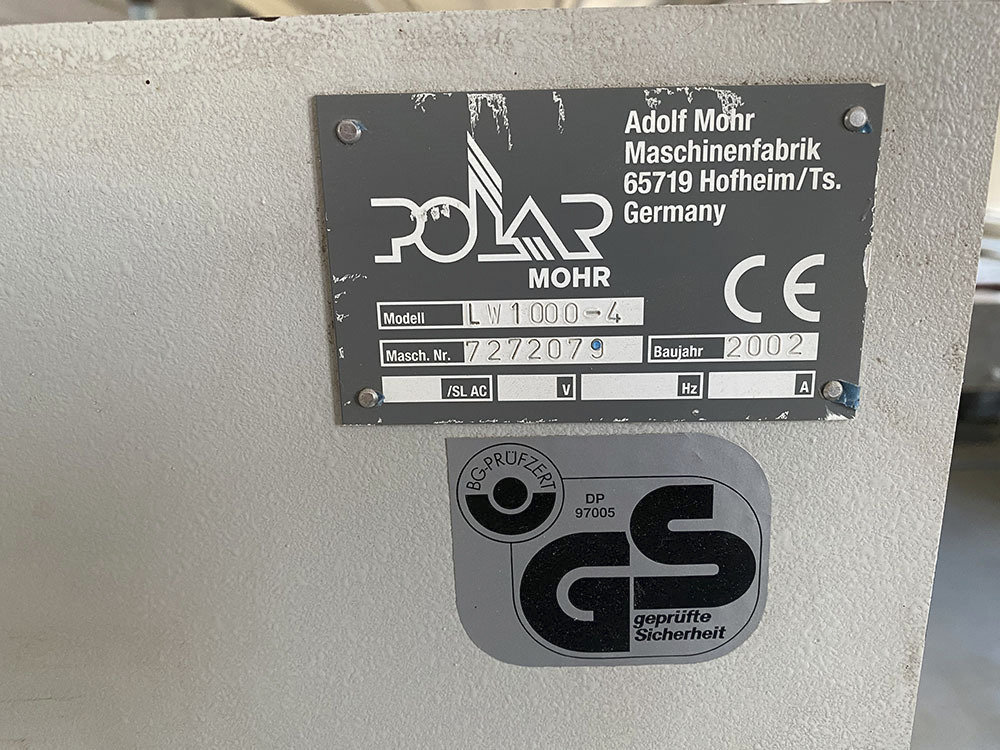 Adolf Mohr
Maschinenfabrik
65719 Hofheim/Ts.
Germany
POLAR
MOHR
CE
Modell LW1000-4
Masch. Nr. 7272079 Baujahr 2002
/SL AC V Hz A
BG-PRÜFZERT
DP
97005
GS
geprüfte
Sicherheit